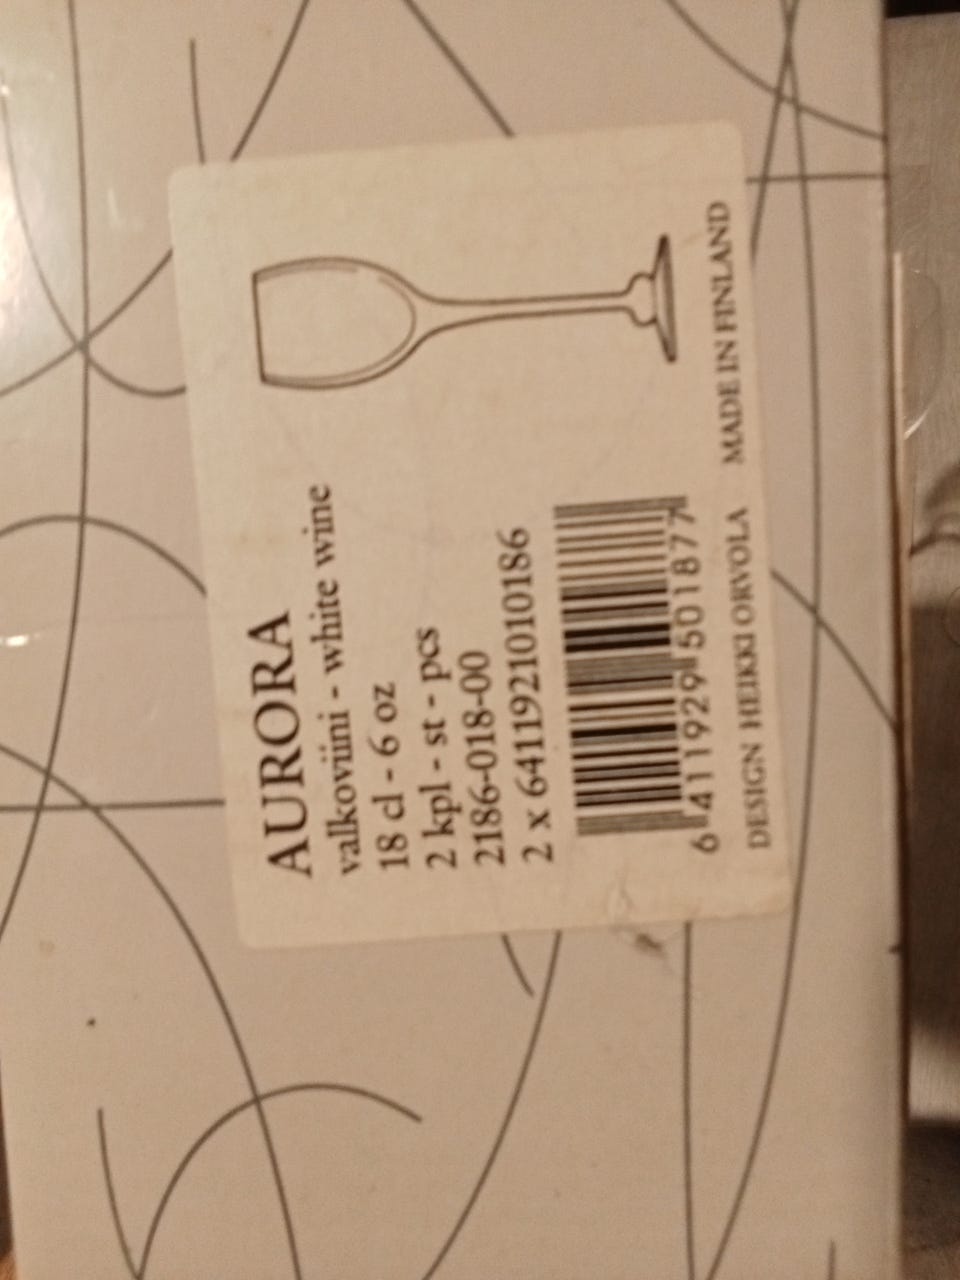 AURORA
valkoviini - white wine
18 cl - 6 oz
2 kpl - st - pcs
2186-018-00
2 x 6411921010186
6 411929 501877
DESIGN HEIKKI ORVOLA MADE IN FINLAND